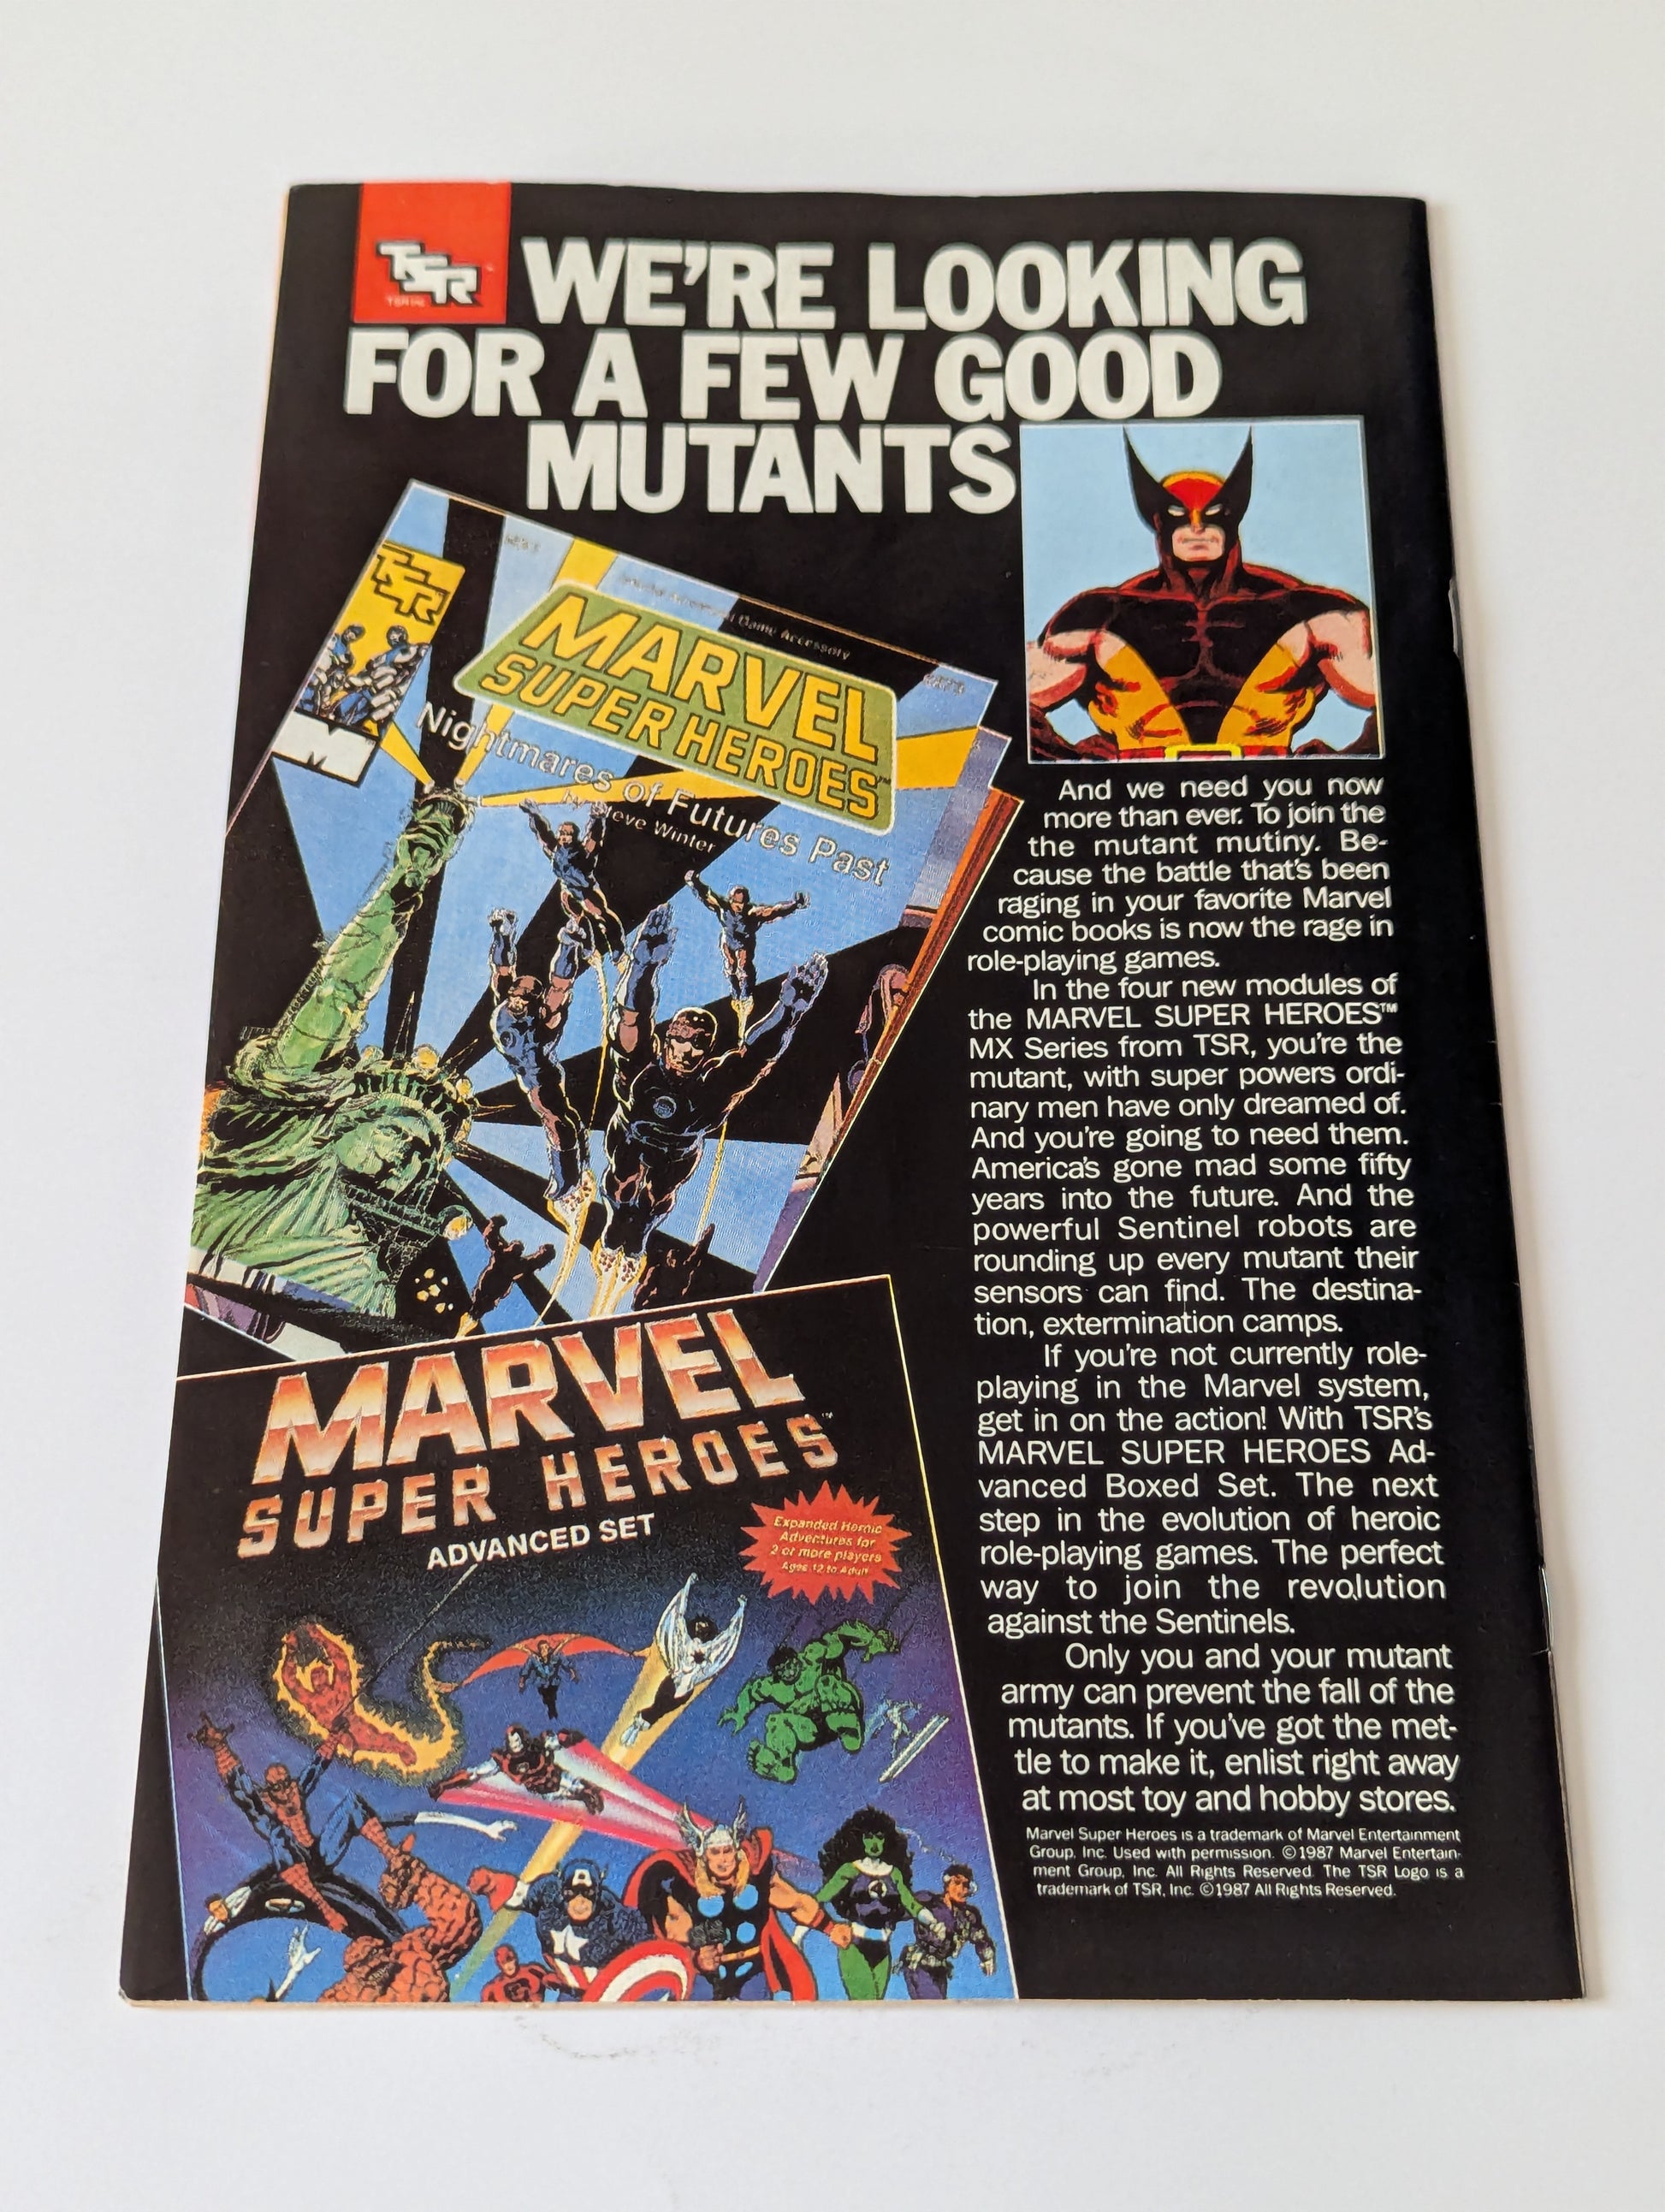 TSR
TSR Inc.
WE'RE LOOKING
FOR A FEW GOOD
MUTANTS
TSR
Game Accessory
MARVEL
SUPER HEROES™
Nightmares of Futures Past
by Steve Winter
M
And we need you now
more than ever. To join the
the mutant mutiny. Be-
cause the battle that's been
raging in your favorite Marvel
comic books is now the rage in
role-playing games.
In the four new modules of
the MARVEL SUPER HEROES™
MX Series from TSR, you're the
mutant, with super powers ordi-
nary men have only dreamed of.
And you're going to need them.
America's gone mad some fifty
years into the future. And the
powerful Sentinel robots are
rounding up every mutant their
sensors can find. The destina-
tion, extermination camps.
If you're not currently role-
playing in the Marvel system,
get in on the action! With TSR's
MARVEL SUPER HEROES Ad-
vanced Boxed Set. The next
step in the evolution of heroic
role-playing games. The perfect
way to join the revolution
against the Sentinels.
Only you and your mutant
army can prevent the fall of the
mutants. If you've got the met-
tle to make it, enlist right away
at most toy and hobby stores.
Marvel Super Heroes is a trademark of Marvel Entertainment
Group, Inc. Used with permission. ©1987 Marvel Entertain-
ment Group, Inc. All Rights Reserved. The TSR Logo is a
trademark of TSR, Inc. ©1987 All Rights Reserved.
MARVEL
SUPER HEROES™
ADVANCED SET
Expanded Heroic
Adventures for
2 or more players
Ages 12 to Adult